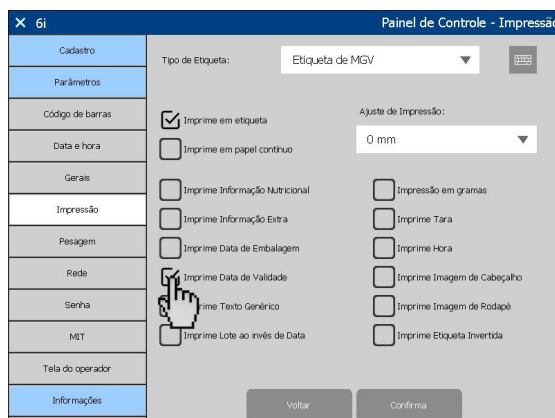 6i
Painel de Controle - Impressão
Cadastro
Parâmetros
Código de barras
Data e hora
Gerais
Impressão
Pesagem
Rede
Senha
MIT
Tela do operador
Informações
Tipo de Etiqueta:
Etiqueta de MGV
Imprime em etiqueta
Imprime em papel contínuo
Ajuste de Impressão:
0 mm
Imprime Informação Nutricional
Imprime Informação Extra
Imprime Data de Embalagem
Imprime Data de Validade
rime Texto Genérico
Imprime Lote ao invés de Data
Impressão em gramas
Imprime Tara
Imprime Hora
Imprime Imagem de Cabeçalho
Imprime Imagem de Rodapé
Imprime Etiqueta Invertida
Voltar
Confirma